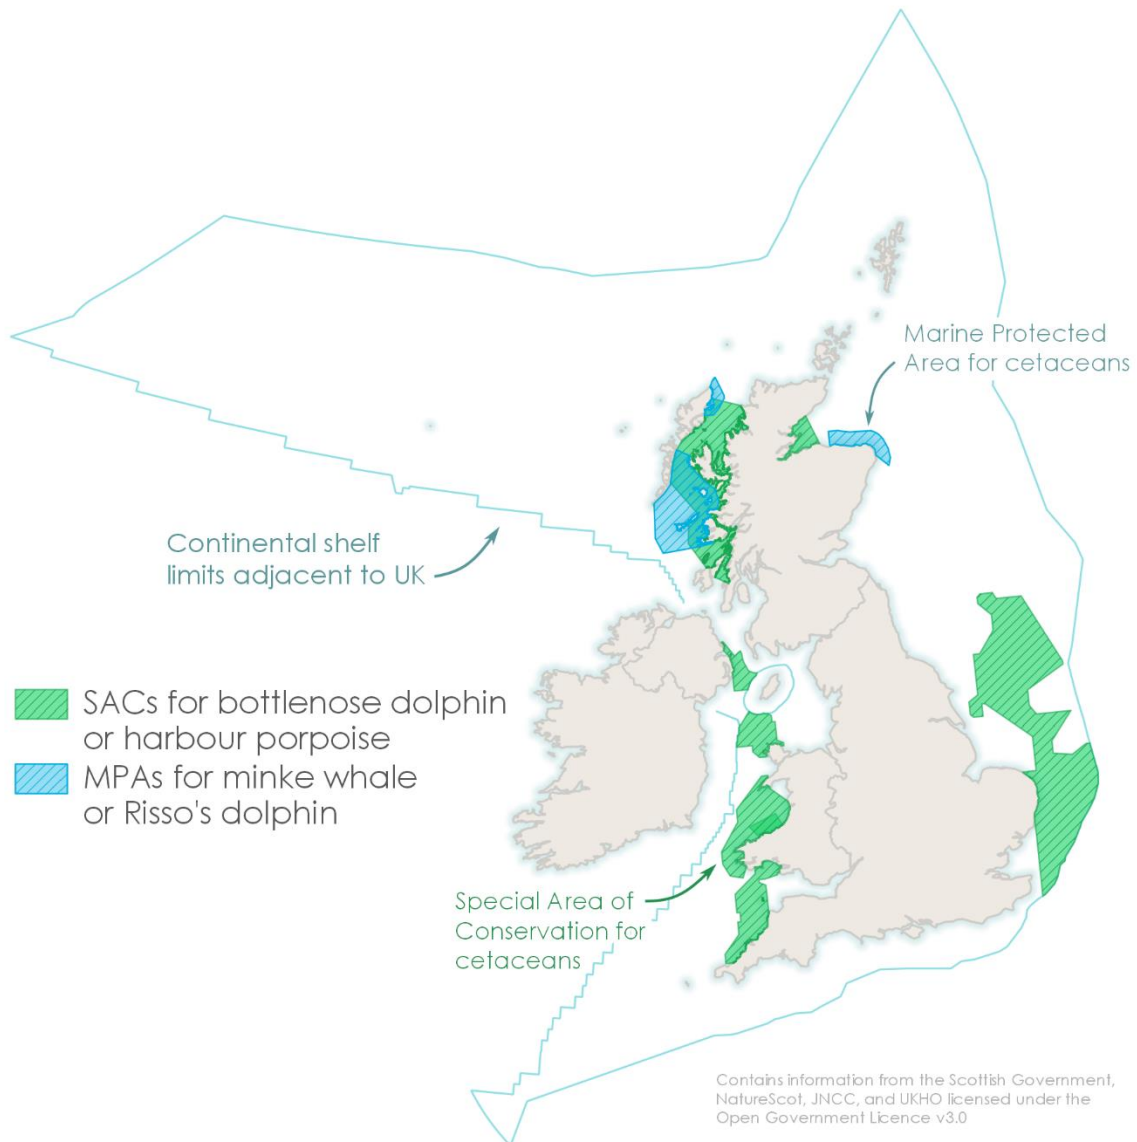 Marine Protected
Area for cetaceans
Continental shelf
limits adjacent to UK
SACs for bottlenose dolphin
or harbour porpoise
MPAs for minke whale
or Risso's dolphin
Special Area of
Conservation for
cetaceans
Contains information from the Scottish Government,
NatureScot, JNCC, and UKHO licensed under the
Open Government Licence v3.0